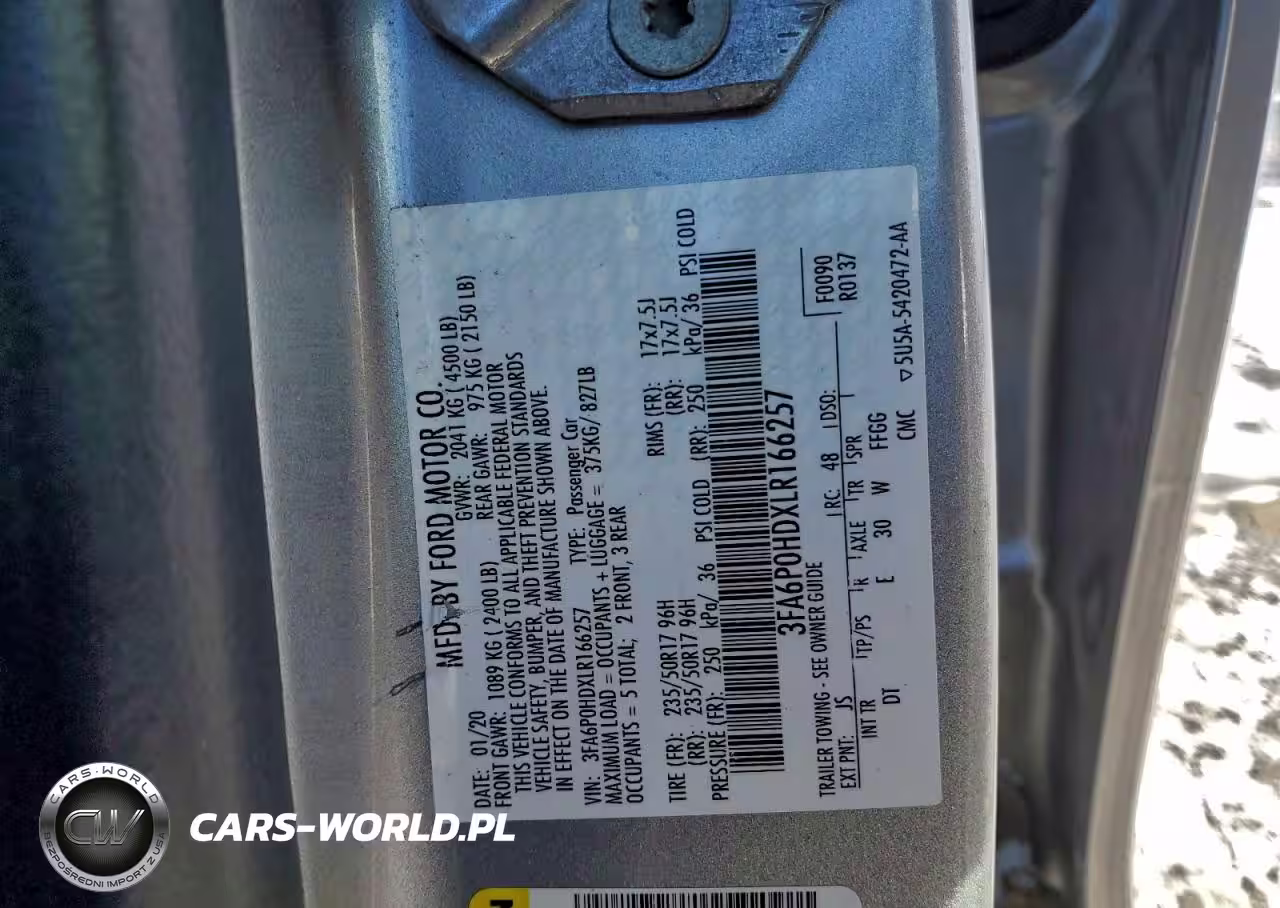 MFD. BY FORD MOTOR CO.
DATE: 01/20 GVWR: 2041 KG ( 4500 LB)
FRONT GAWR: 1089 KG ( 2400 LB) REAR GAWR: 975 KG ( 2150 LB)
THIS VEHICLE CONFORMS TO ALL APPLICABLE FEDERAL MOTOR
VEHICLE SAFETY, BUMPER, AND THEFT PREVENTION STANDARDS
IN EFFECT ON THE DATE OF MANUFACTURE SHOWN ABOVE.
VIN: 3FA6P0HDXLR166257 TYPE: Passenger Car
MAXIMUM LOAD = OCCUPANTS + LUGGAGE = 375KG/ 827LB
OCCUPANTS = 5 TOTAL; 2 FRONT, 3 REAR
RIMS (FR): 17x7.5J
TIRE (FR): 235/50R17 96H (RR): 17x7.5J
(RR): 235/50R17 96H
PRESSURE (FR): 250 kPa/ 36 PSI COLD (RR): 250 kPa/ 36 PSI COLD
3FA6P0HDXLR166257
TRAILER TOWING - SEE OWNER GUIDE
F0090
R0137
EXT PNT: JS RC: 48 DSO:
INT TR TP/PS R AXLE TR SPR
DT E 30 W FFGG
CMC ▽5U5A-5420472-AA
CARS-WORLD
CW
BEZPOŚREDNI IMPORT Z USA
CARS-WORLD.PL